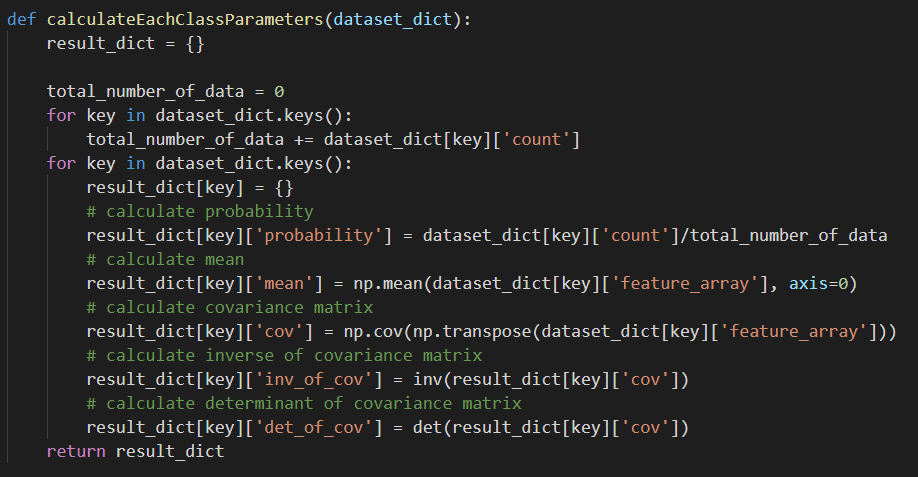 def calculateEachClassParameters(dataset_dict):
    result_dict = {}

    total_number_of_data = 0
    for key in dataset_dict.keys():
        total_number_of_data += dataset_dict[key]['count']
    for key in dataset_dict.keys():
        result_dict[key] = {}
        # calculate probability
        result_dict[key]['probability'] = dataset_dict[key]['count']/total_number_of_data
        # calculate mean
        result_dict[key]['mean'] = np.mean(dataset_dict[key]['feature_array'], axis=0)
        # calculate covariance matrix
        result_dict[key]['cov'] = np.cov(np.transpose(dataset_dict[key]['feature_array']))
        # calculate inverse of covariance matrix
        result_dict[key]['inv_of_cov'] = inv(result_dict[key]['cov'])
        # calculate determinant of covariance matrix
        result_dict[key]['det_of_cov'] = det(result_dict[key]['cov'])
    return result_dict